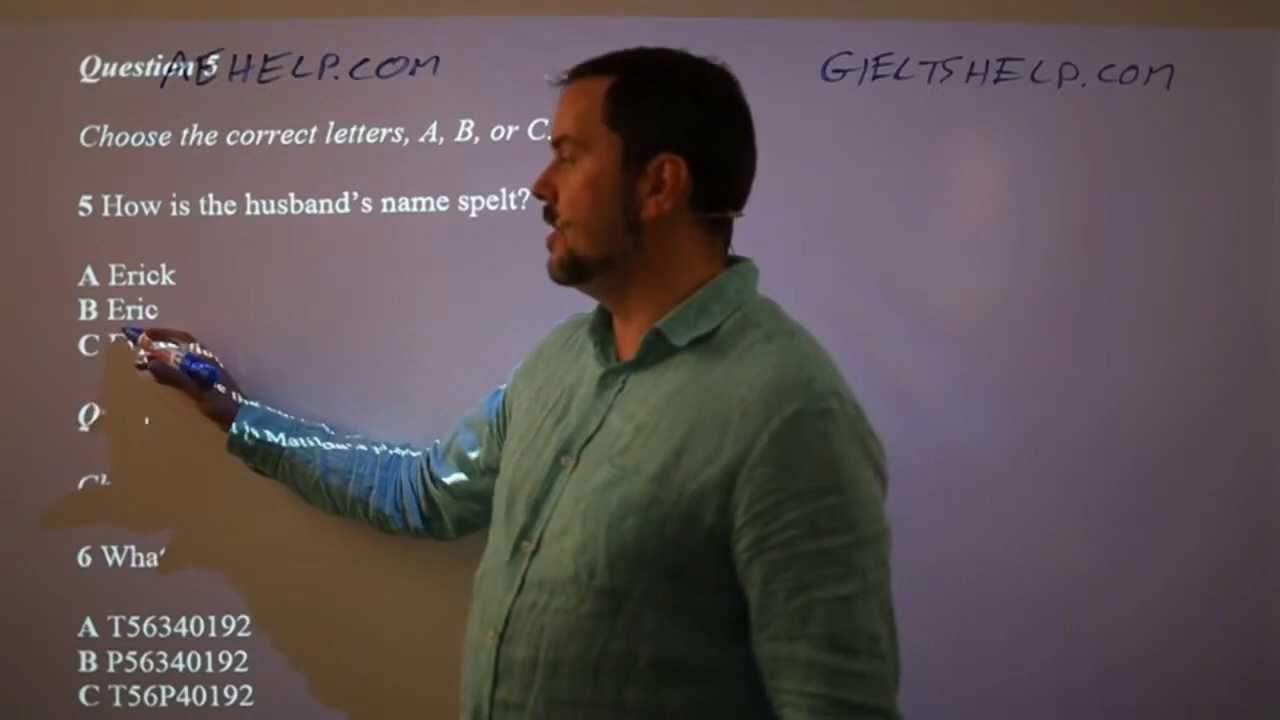 Question 5 AEHELP.COM GIELTSHELP.COM
Choose the correct letters, A, B, or C.
5 How is the husband's name spelt?
A Erick
B Eric
C
Q
6 What
A T56340192
B P56340192
C T56P40192